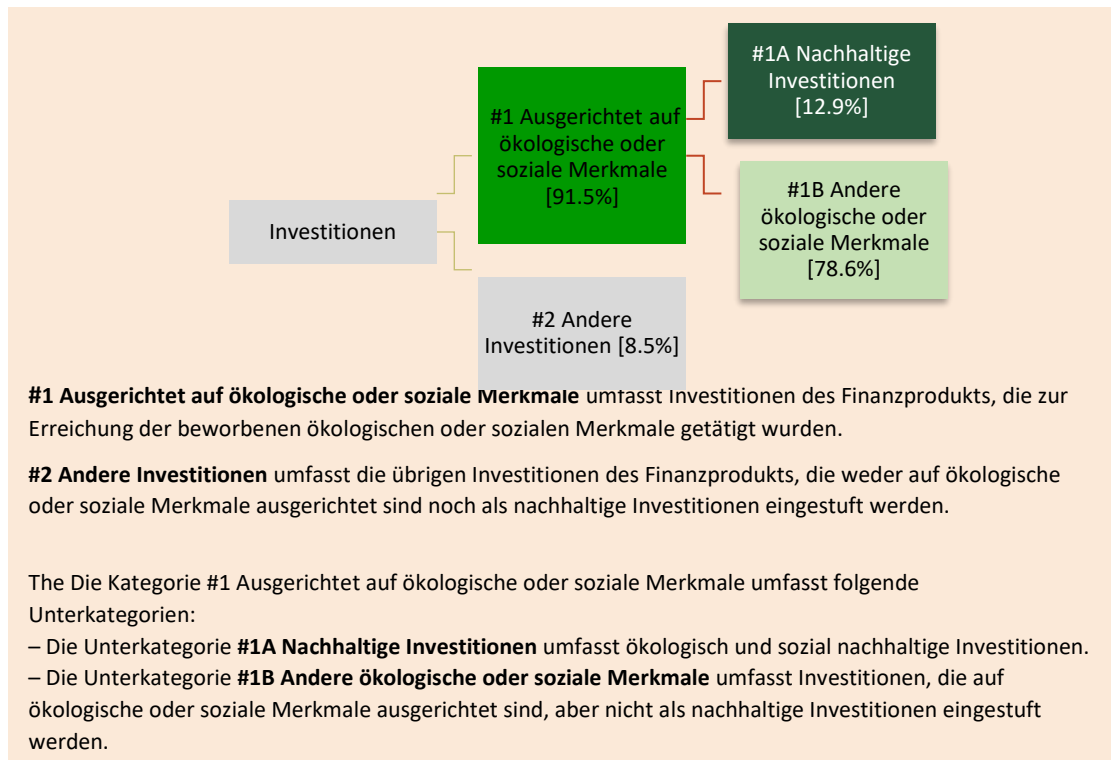 #1A Nachhaltige
Investitionen
[12.9%]
#1 Ausgerichtet auf
ökologische oder
soziale Merkmale
[91.5%]
#1B Andere
ökologische oder
soziale Merkmale
[78.6%]
Investitionen
#2 Andere
Investitionen [8.5%]
#1 Ausgerichtet auf ökologische oder soziale Merkmale umfasst Investitionen des Finanzprodukts, die zur
Erreichung der beworbenen ökologischen oder sozialen Merkmale getätigt wurden.
#2 Andere Investitionen umfasst die übrigen Investitionen des Finanzprodukts, die weder auf ökologische
oder soziale Merkmale ausgerichtet sind noch als nachhaltige Investitionen eingestuft werden.
The Die Kategorie #1 Ausgerichtet auf ökologische oder soziale Merkmale umfasst folgende
Unterkategorien:
– Die Unterkategorie #1A Nachhaltige Investitionen umfasst ökologisch und sozial nachhaltige Investitionen.
– Die Unterkategorie #1B Andere ökologische oder soziale Merkmale umfasst Investitionen, die auf
ökologische oder soziale Merkmale ausgerichtet sind, aber nicht als nachhaltige Investitionen eingestuft
werden.